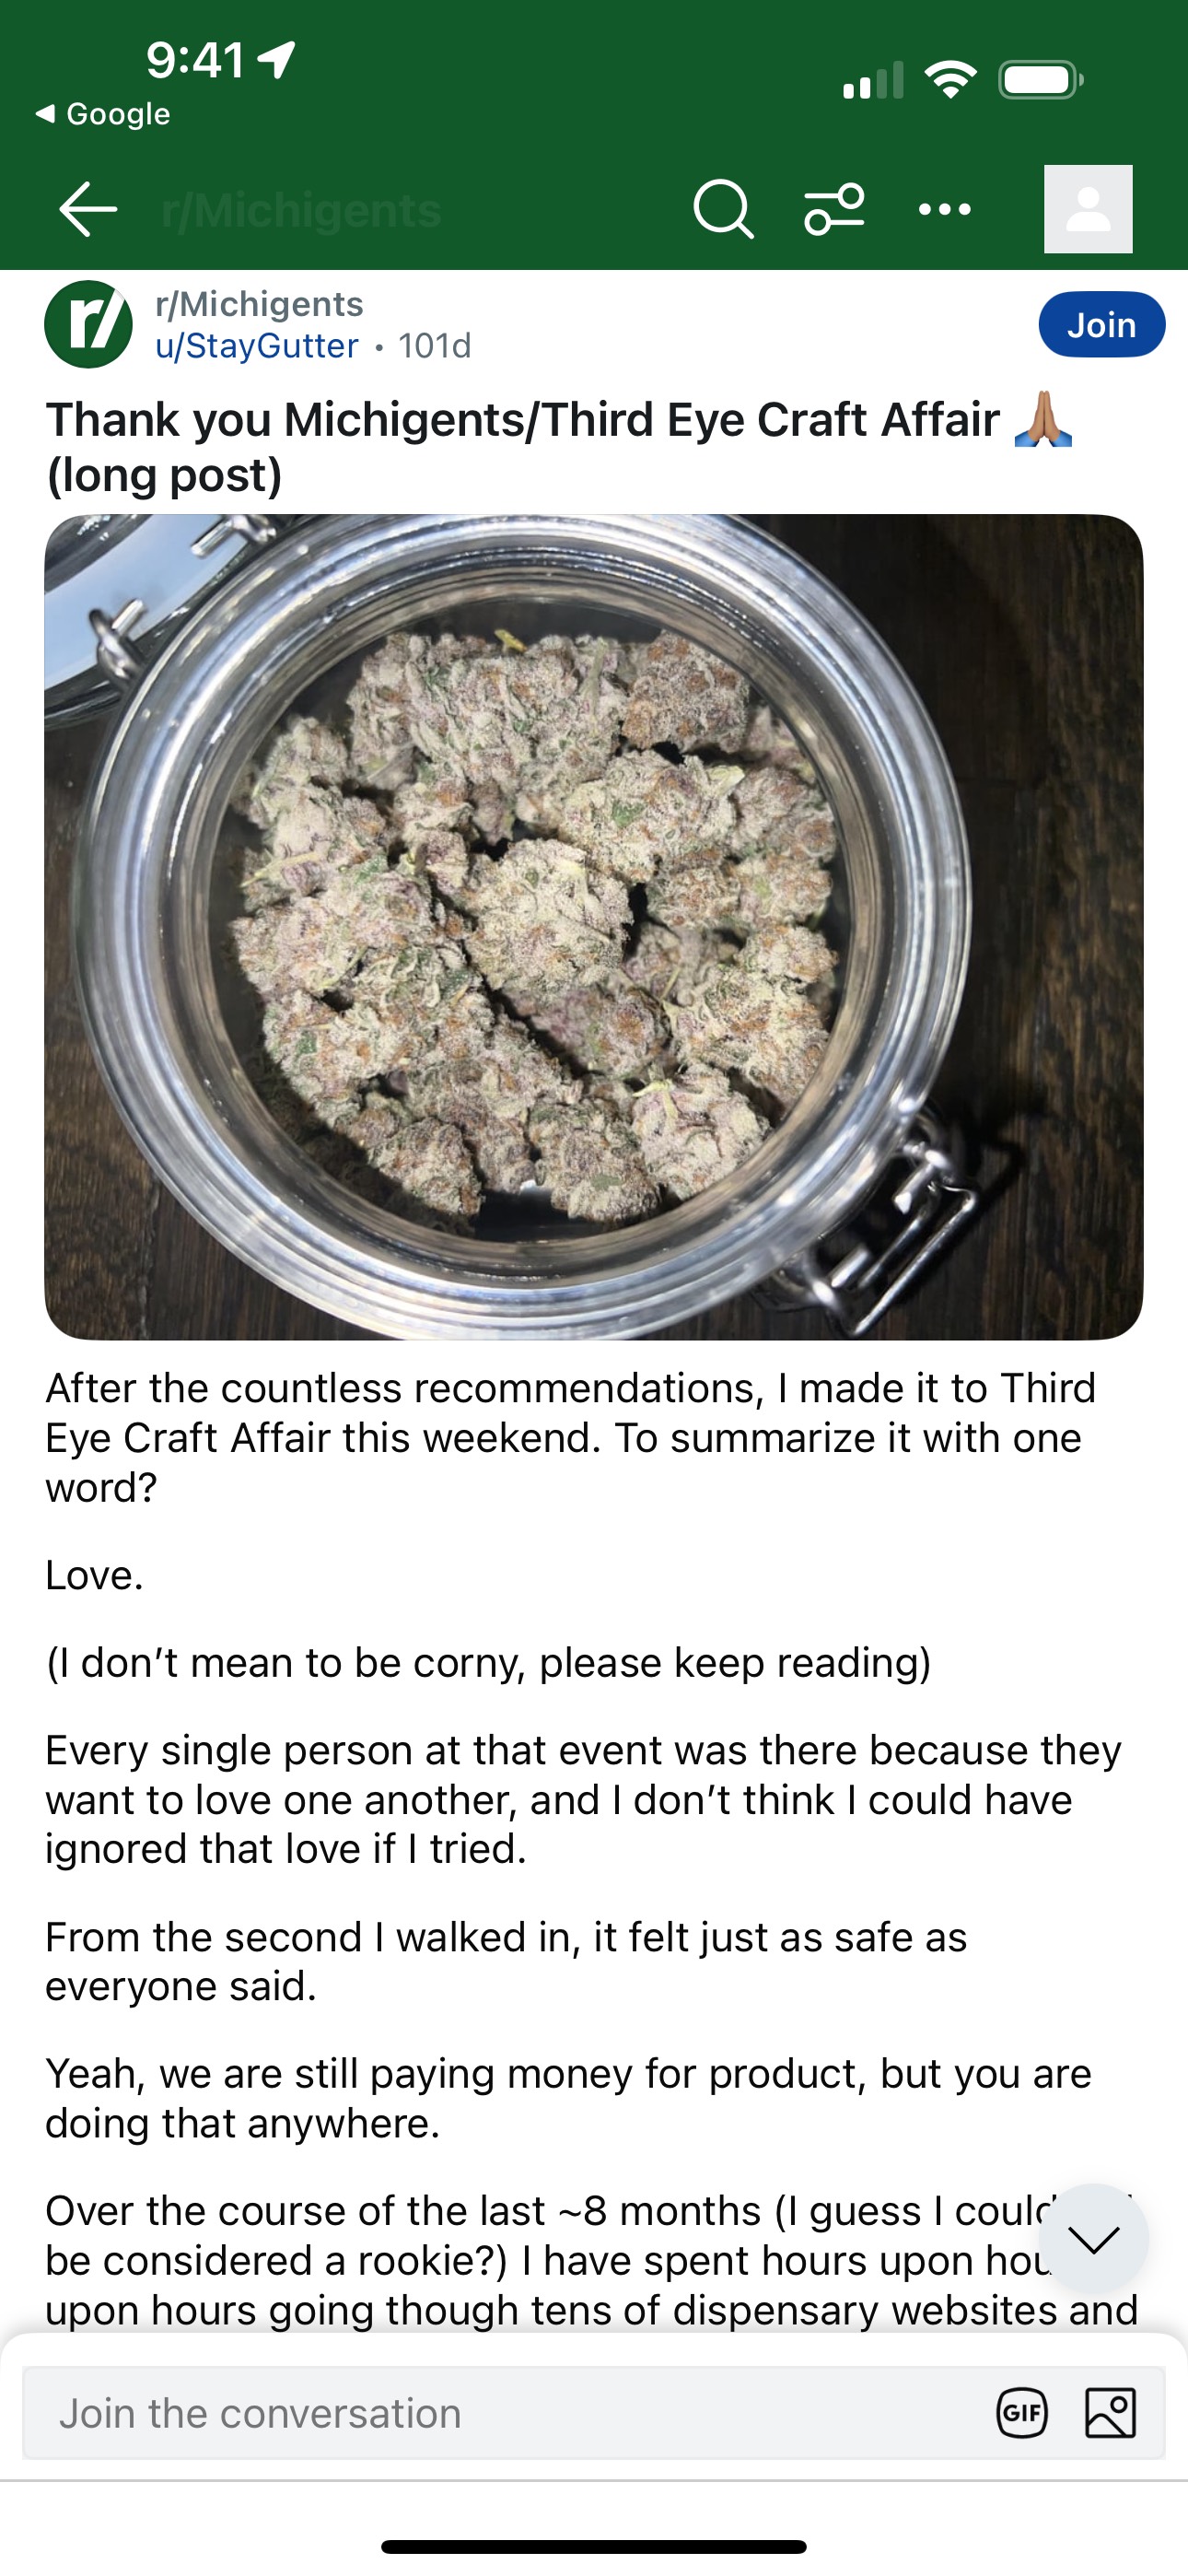 9:41
Google
r/Michigents
r/
r/Michigents
u/StayGutter • 101d
Join
Thank you Michigents/Third Eye Craft Affair 🙏🏽
(long post)
After the countless recommendations, I made it to Third
Eye Craft Affair this weekend. To summarize it with one
word?
Love.
(I don’t mean to be corny, please keep reading)
Every single person at that event was there because they
want to love one another, and I don’t think I could have
ignored that love if I tried.
From the second I walked in, it felt just as safe as
everyone said.
Yeah, we are still paying money for product, but you are
doing that anywhere.
Over the course of the last ~8 months (I guess I could
be considered a rookie?) I have spent hours upon
upon hours going though tens of dispensary websites and
Join the conversation
GIF